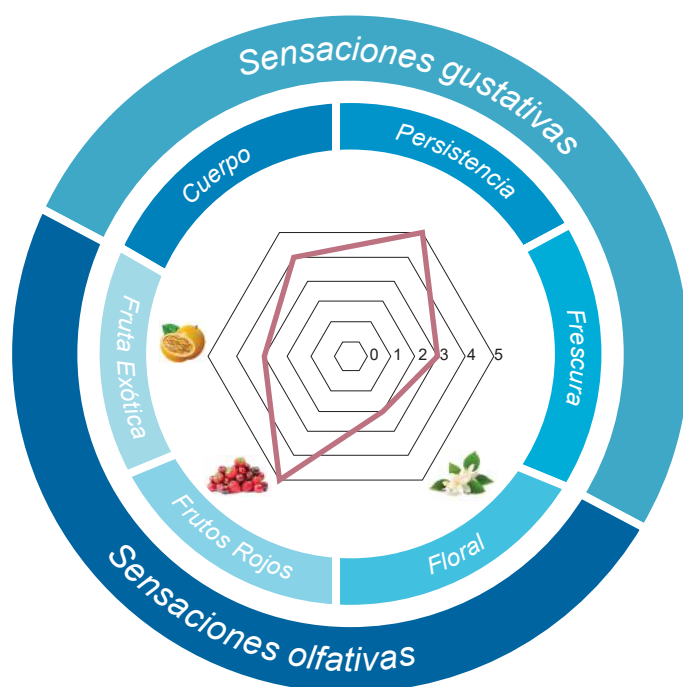 Sensaciones gustativas
Cuerpo
Persistencia
Fruta Exótica
Frescura
0 1 2 3 4 5
Frutos Rojos
Floral
Sensaciones olfativas